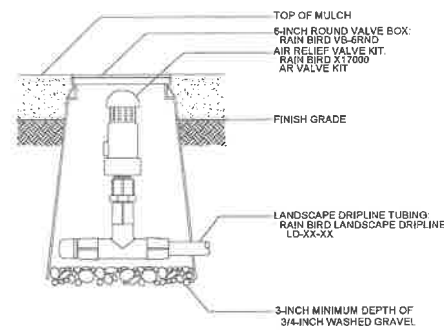 TOP OF MULCH
6-INCH ROUND VALVE BOX:
RAIN BIRD VB-6RND
AIR RELIEF VALVE KIT:
RAIN BIRD X17000
AR VALVE KIT
FINISH GRADE
LANDSCAPE DRIPLINE TUBING:
RAIN BIRD LANDSCAPE DRIPLINE
LD-XX-XX
3-INCH MINIMUM DEPTH OF
3/4-INCH WASHED GRAVEL